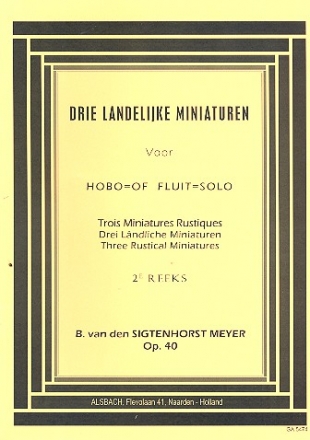 DRIE LANDELIJKE MINIATUREN
Voor
HOBO=OF FLUIT=SOLO
Trois Miniatures Rustiques
Drei Ländliche Miniaturen
Three Rustical Miniatures
2e REEKS
B. van den SIGTENHORST MEYER
Op. 40
ALSBACH, Flevolaan 41, Naarden - Holland